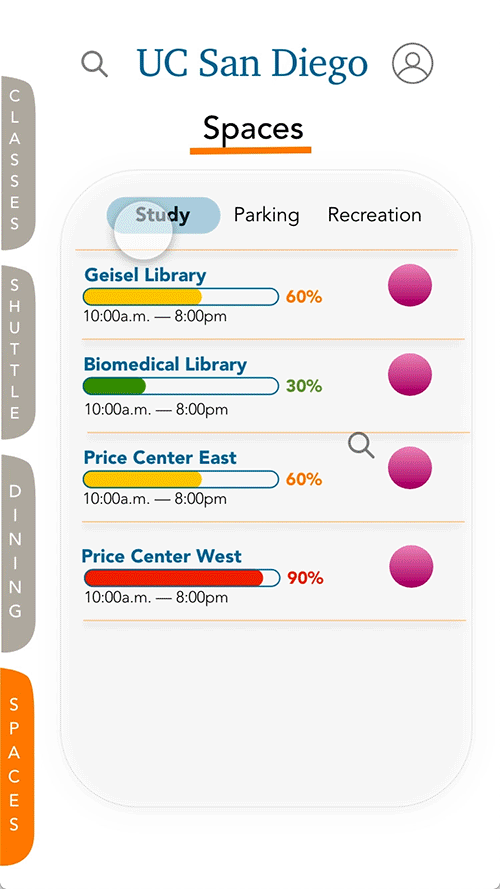 UC San Diego
Spaces
Study Parking Recreation
Geisel Library
60%
10:00a.m. — 8:00pm
Biomedical Library
30%
10:00a.m. — 8:00pm
Price Center East
60%
10:00a.m. — 8:00pm
Price Center West
90%
10:00a.m. — 8:00pm
CLASSES
SHUTTLE
DINING
SPACES